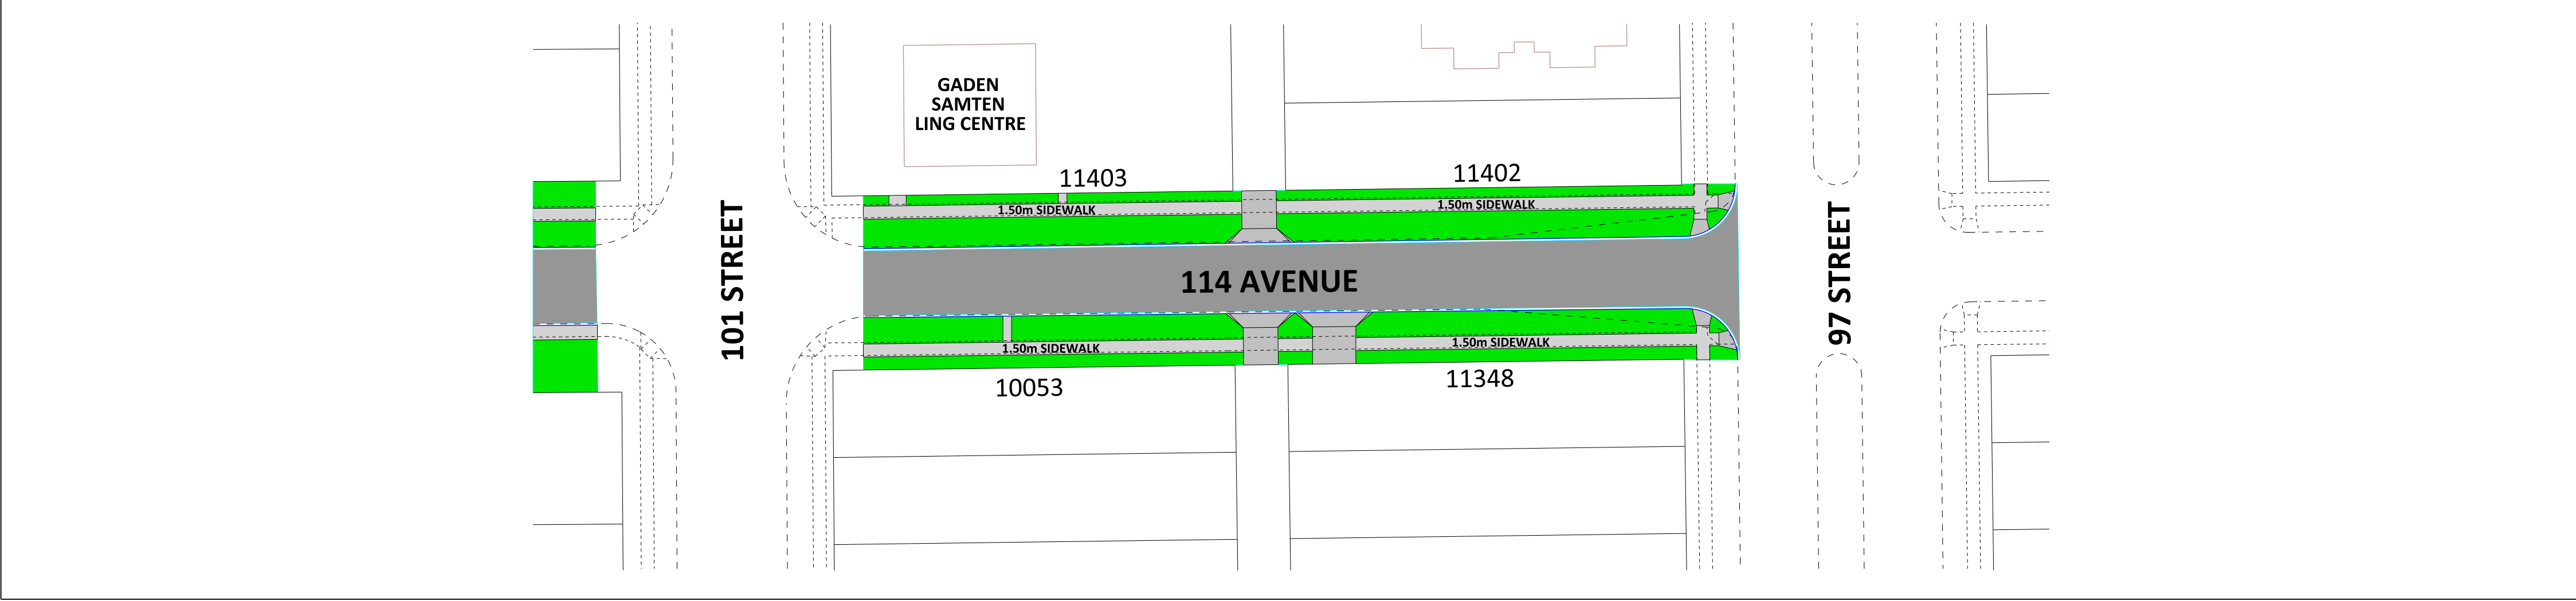 GADEN
SAMTEN
LING CENTRE
11403
11402
1.50m SIDEWALK
1.50m SIDEWALK
101 STREET
114 AVENUE
97 STREET
1.50m SIDEWALK
1.50m SIDEWALK
10053
11348